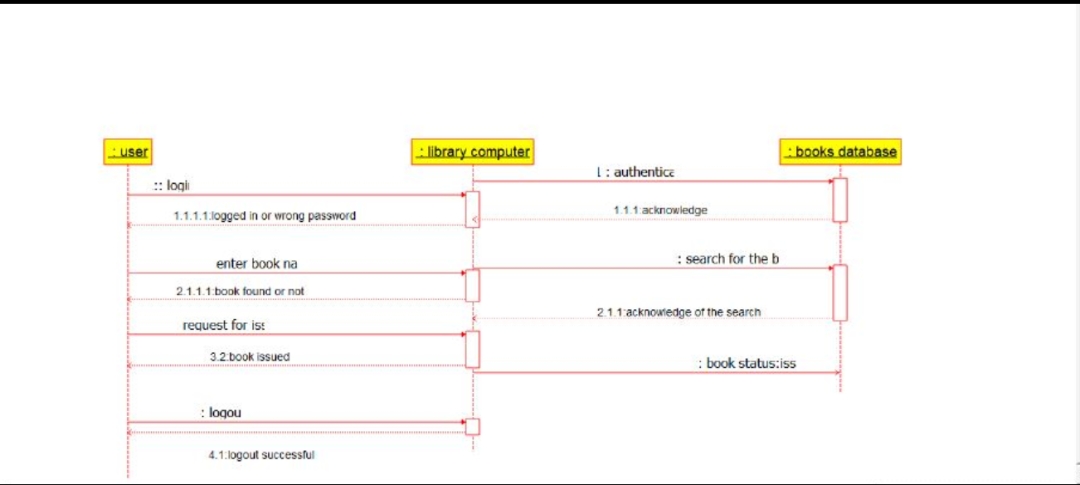 : user
: library computer
: books database
: authentica
:: logi
1.1.1:acknowledge
1.1.1.1:logged in or wrong password
: search for the b
enter book na
2.1.1.1:book found or not
2.1.1:acknowledge of the search
request for iss
3.2:book issued
: book status:iss
: logou
4.1:logout successful